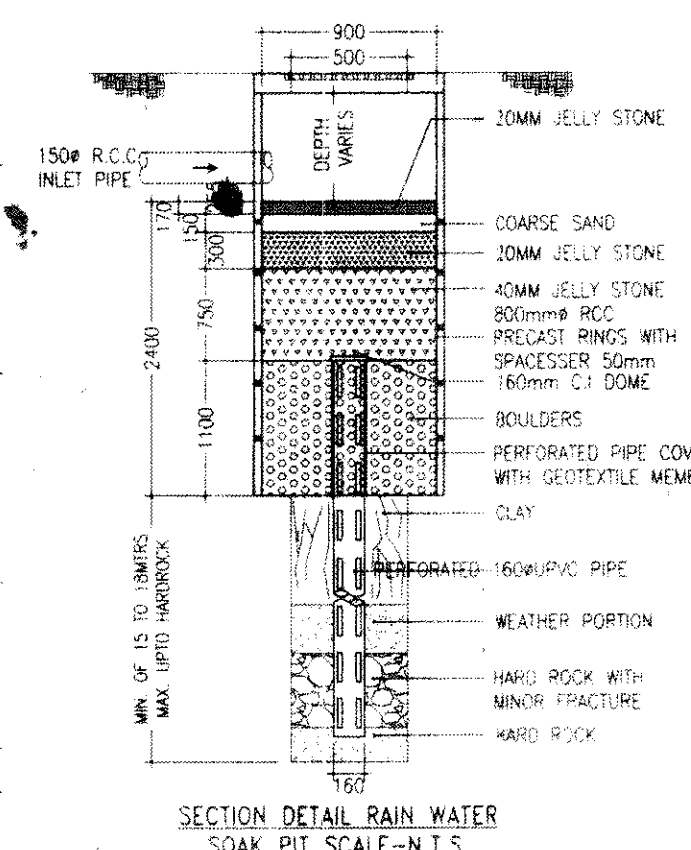 900
500
DEPTH
VARIES
20MM JELLY STONE
150ø R.C.C
INLET PIPE
170
150
300
750
1100
2400
COARSE SAND
20MM JELLY STONE
40MM JELLY STONE
800mmø RCC
PRECAST RINGS WITH
SPACESSER 50mm
160mm C.I DOME
BOULDERS
PERFORATED PIPE COV
WITH GEOTEXTILE MEMB
CLAY
PERFORATED 160øUPVC PIPE
WEATHER PORTION
HARD ROCK WITH
MINOR FRACTURE
HARD ROCK
MIN. OF 15 TO 18MTRS
MAX. UPTO HARDROCK
160
SECTION DETAIL RAIN WATER
SOAK PIT SCALE-N.T.S